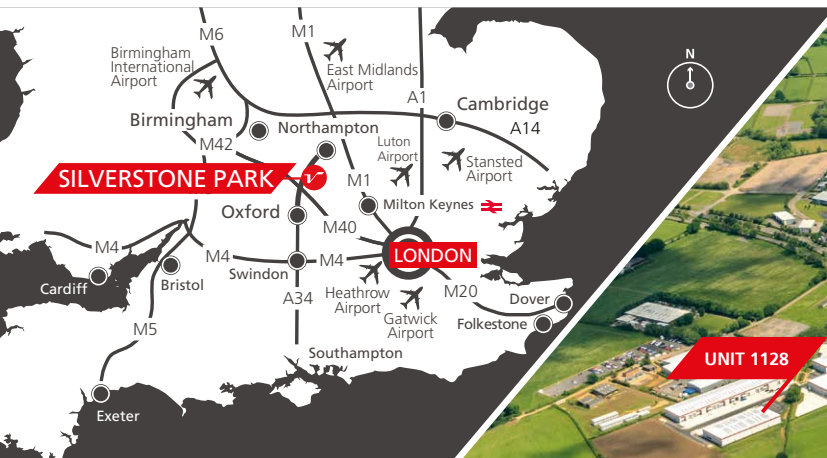 M6
M1
N
Birmingham
International
Airport
East Midlands
Airport
A1
Cambridge
A14
Birmingham
Northampton
M42
Luton
Airport
Stansted
Airport
SILVERSTONE PARK
M1
Milton Keynes
Oxford
M40
M4
M4
Swindon
M4
LONDON
Cardiff
Bristol
A34
Heathrow
Airport
M20
Dover
Gatwick
Airport
Folkestone
M5
Southampton
UNIT 1128
Exeter